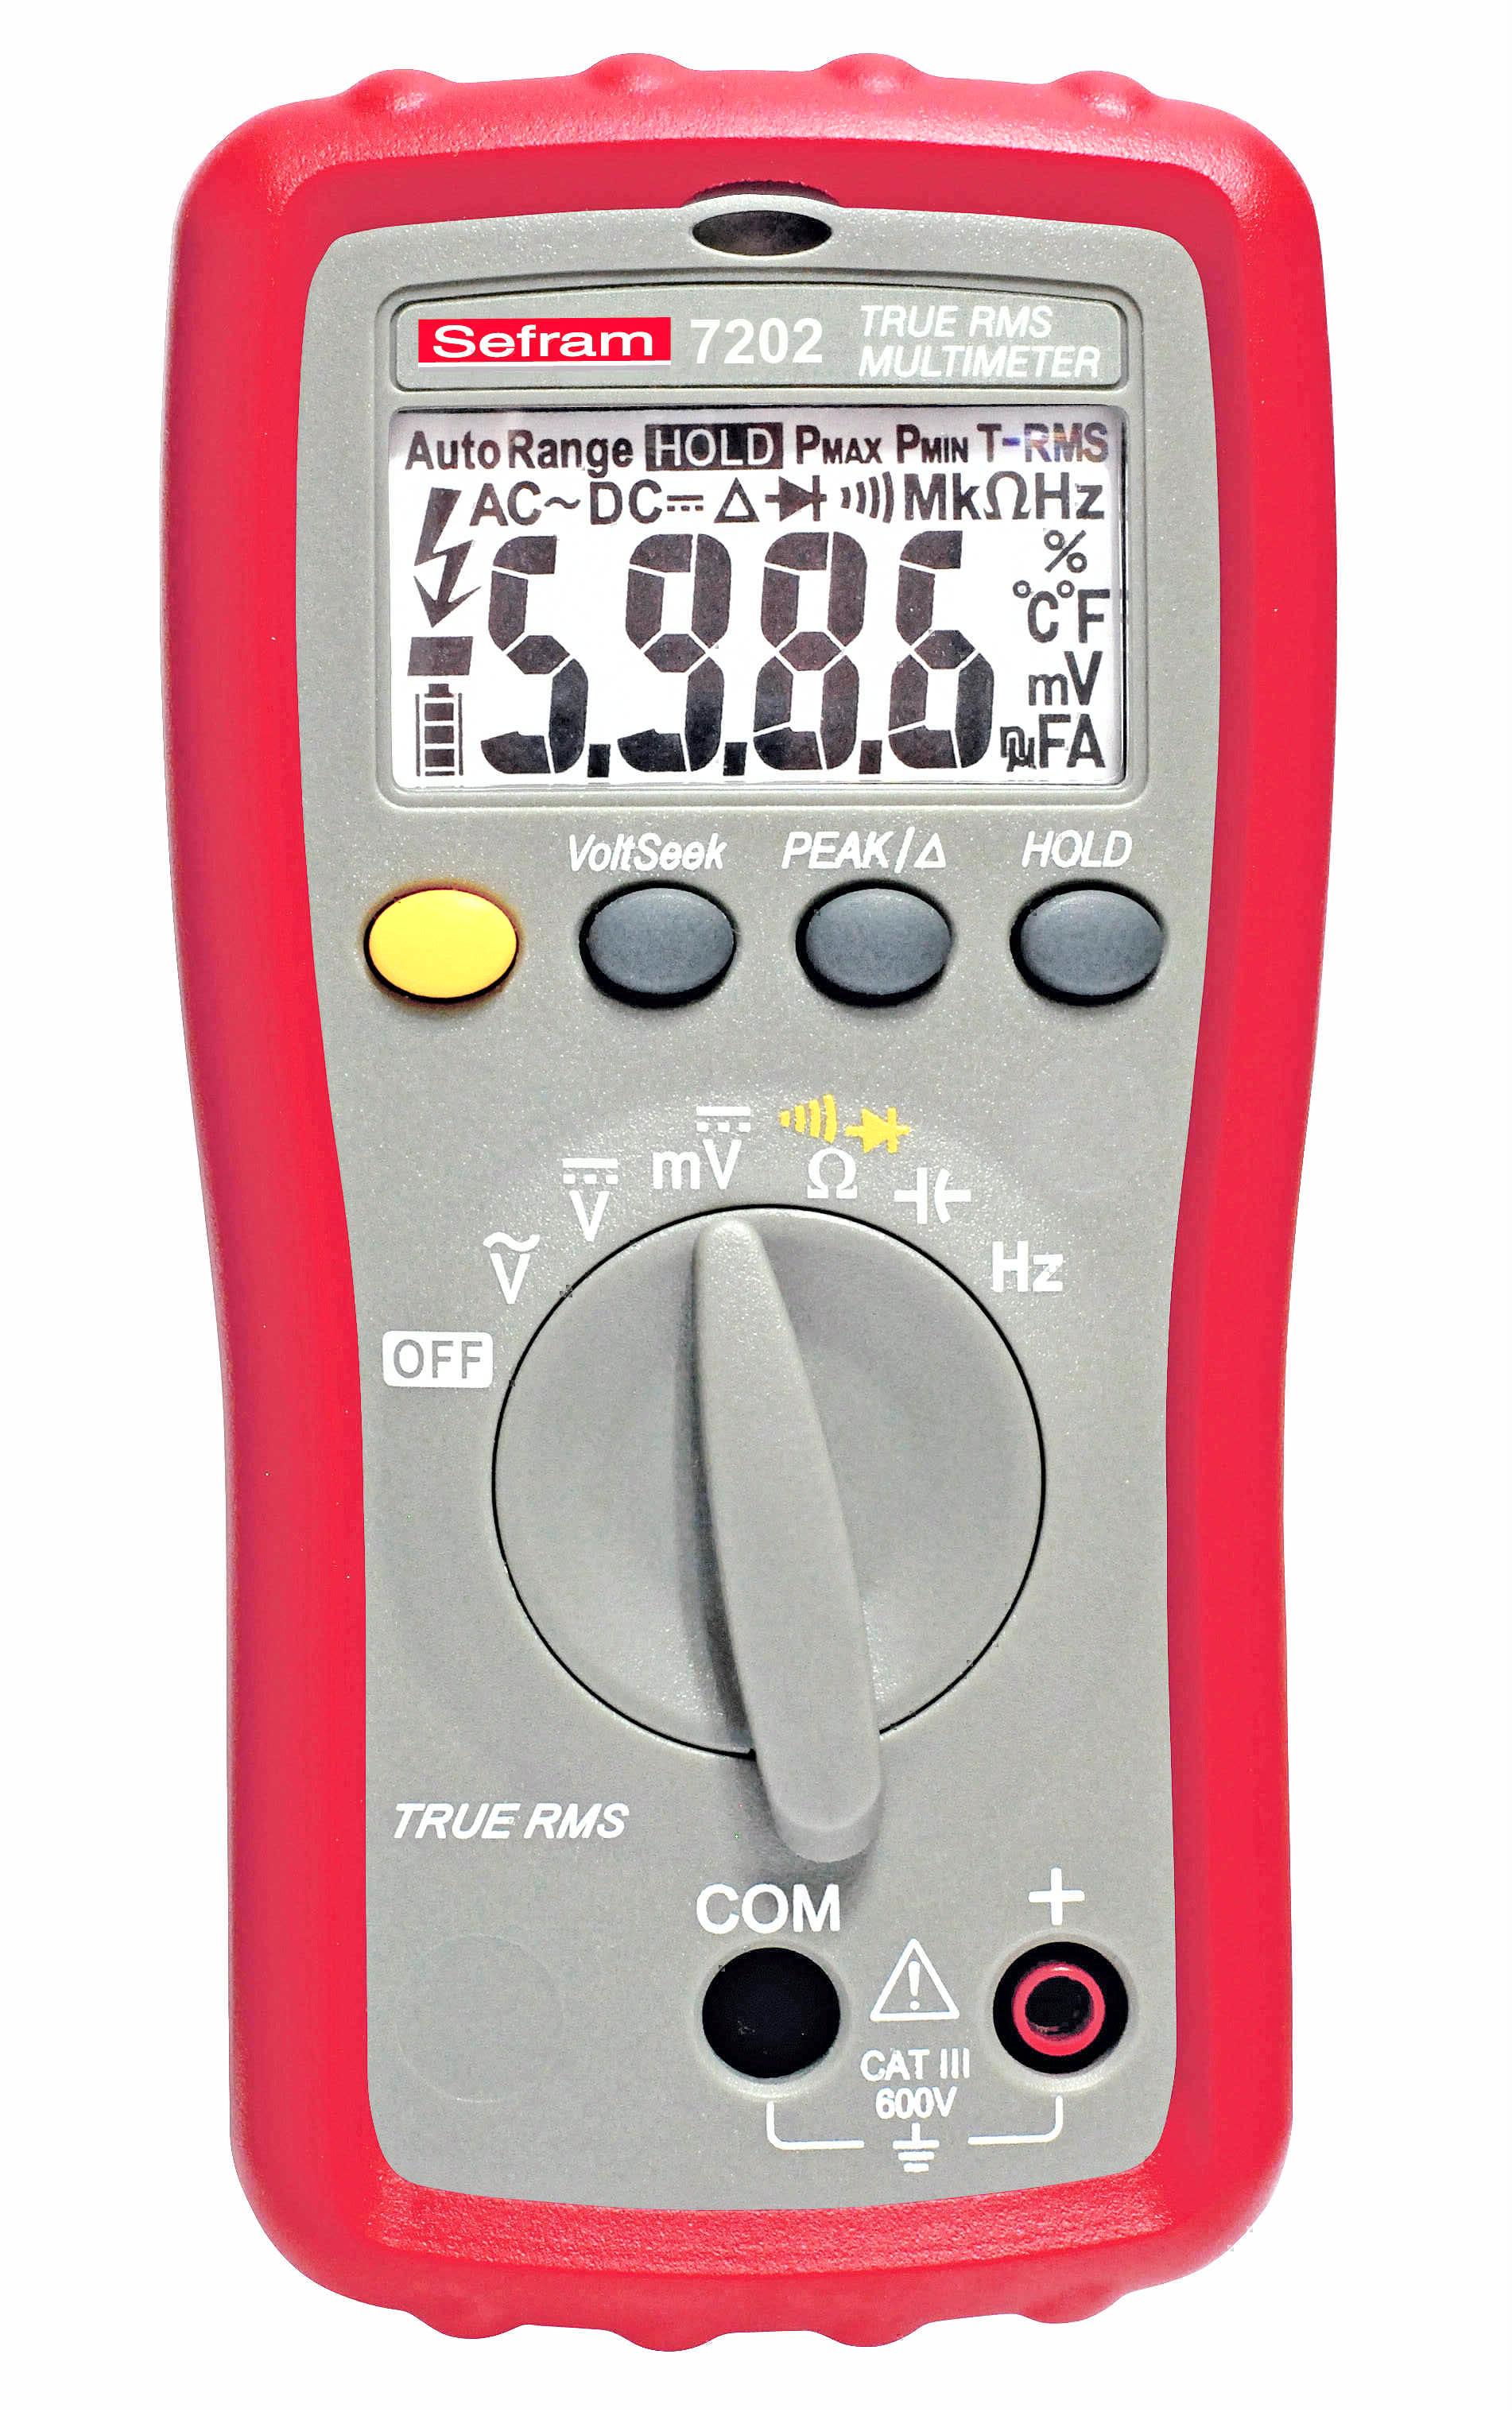 Sefram 7202 TRUE RMS
MULTIMETER
Auto Range HOLD PMAX PMIN T-RMS
AC~ DC⎓ Δ MkΩHz
%
°C°F
5.9.8.6 mV
nµFA
VoltSeek PEAK/Δ HOLD
mV Ω
V
V Hz
OFF
TRUE RMS
COM +
CAT III
600V